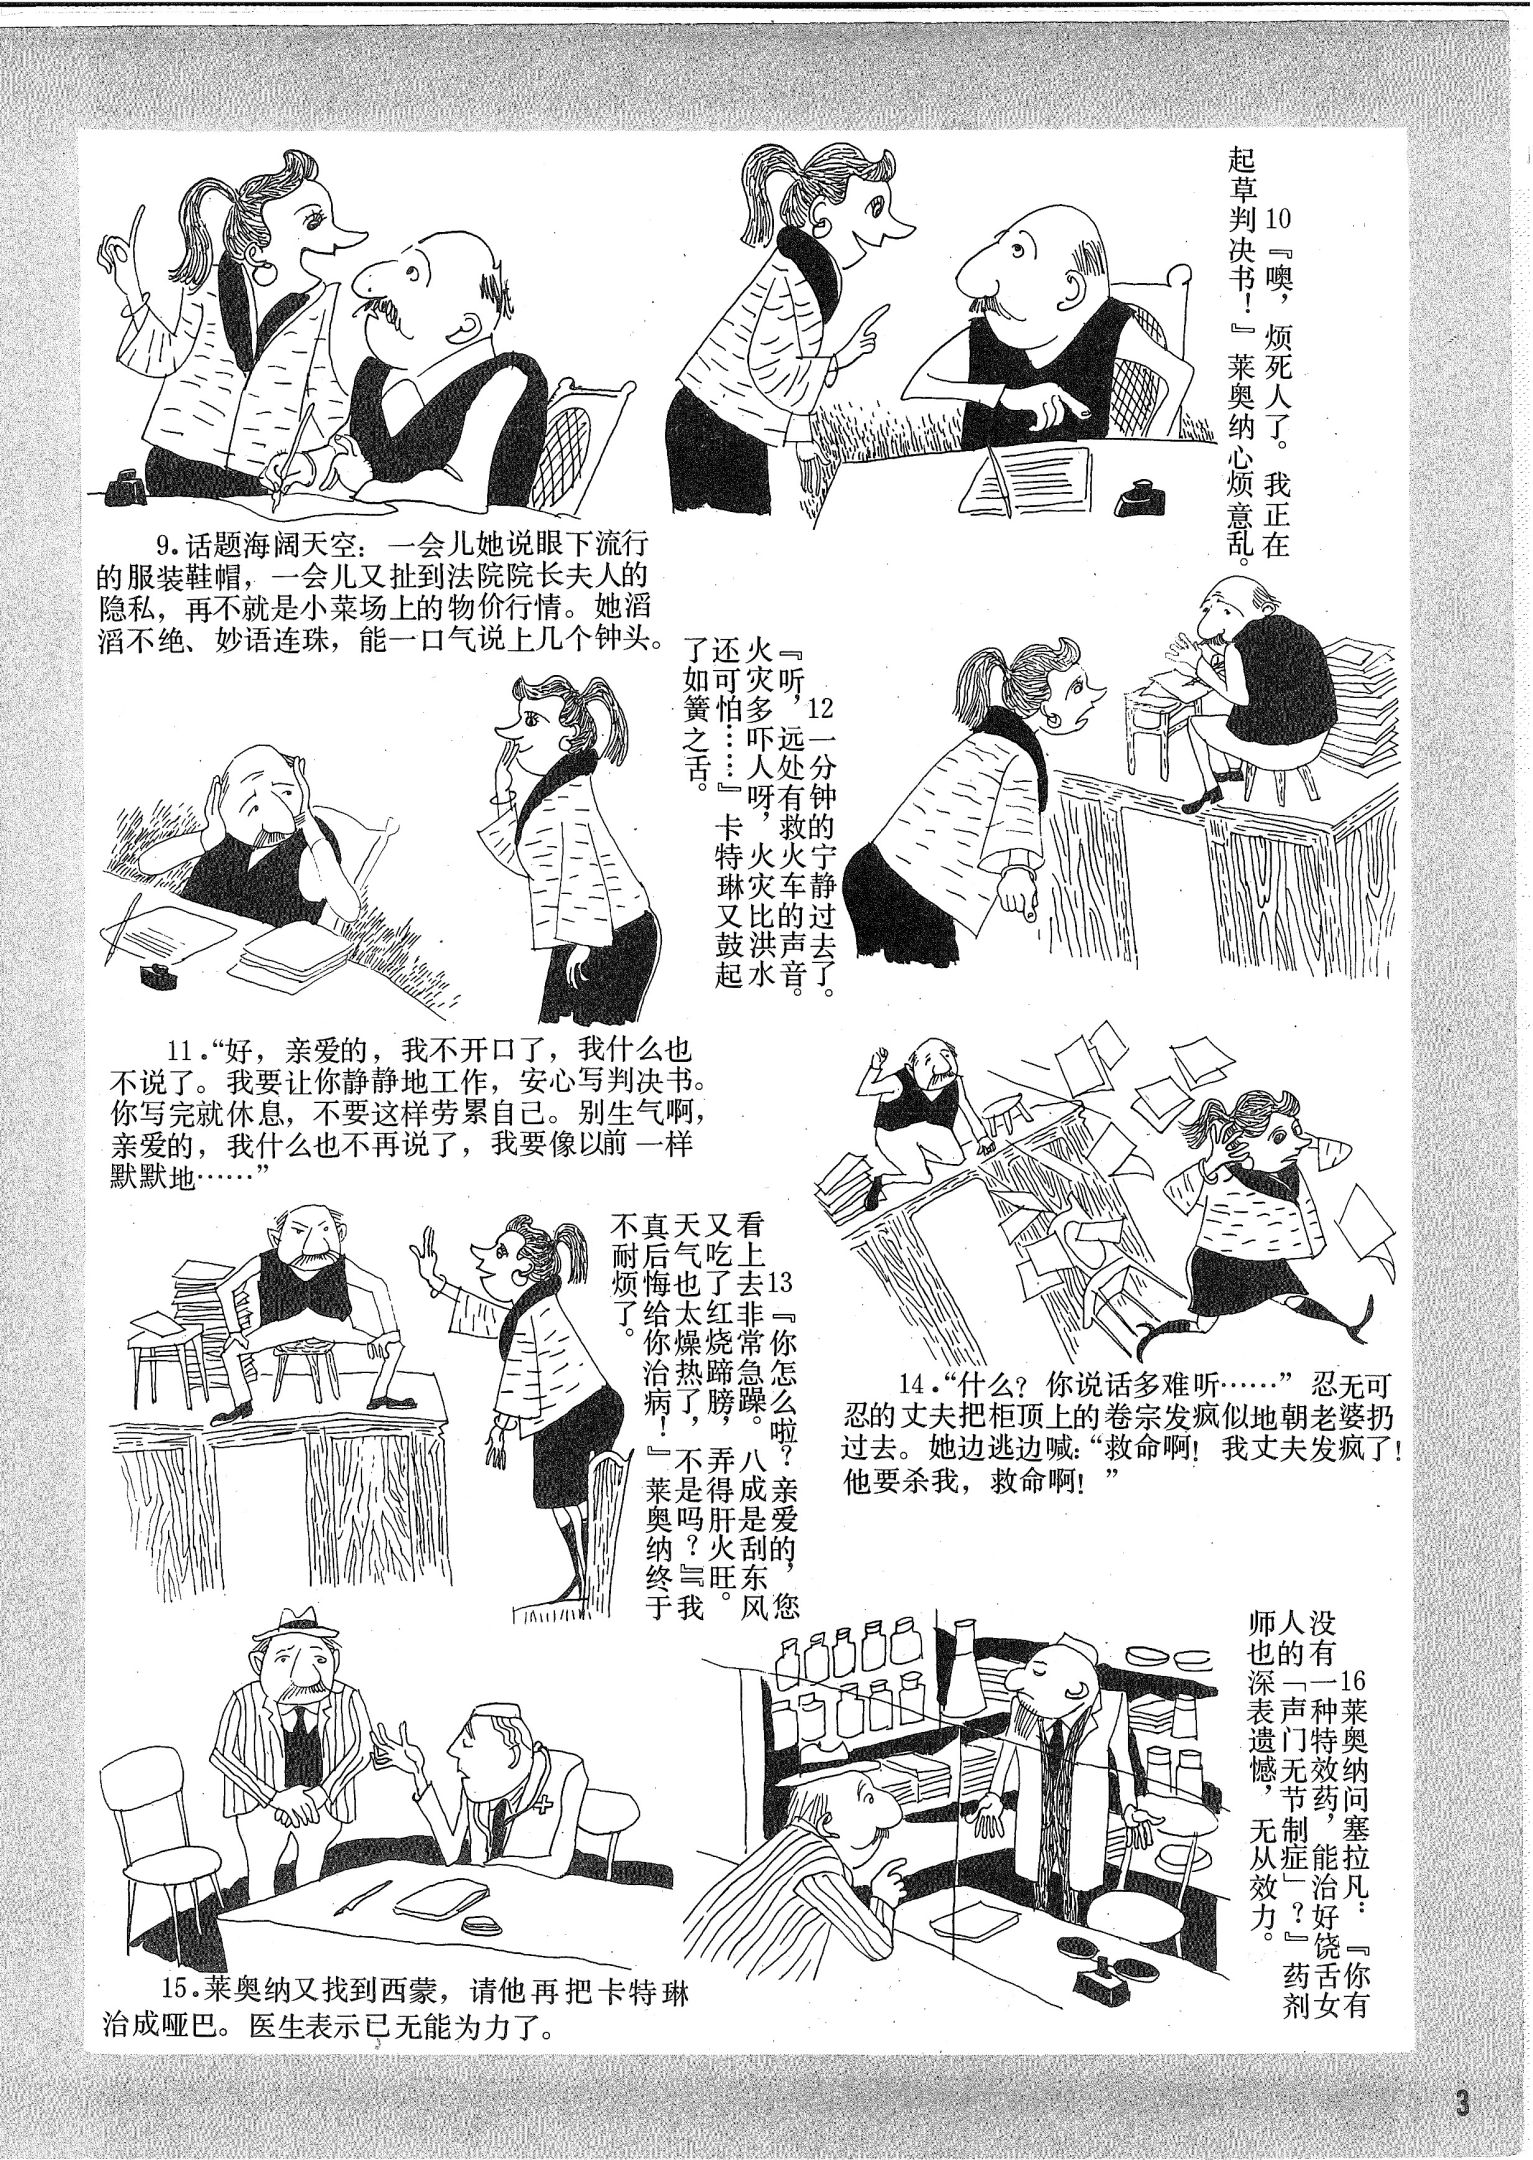 9.话题海阔天空：一会儿她说眼下流行
的服装鞋帽，一会儿又扯到法院院长夫人的
隐私，再不就是小菜场上的物价行情。她滔
滔不绝、妙语连珠，能一口气说上几个钟头。
10『噢，烦死人了。我正在
起草判决书！』莱奥纳心烦意乱。
11.“好，亲爱的，我不开口了，我什么也
不说了。我要让你静静地工作，安心写判决书。
你写完就休息，不要这样劳累自己。别生气啊，
亲爱的，我什么也不再说了，我要像以前一样
默默地……”
12一分钟的宁静过去了。
『听，远处有救火车的声音。
火灾多吓人呀，火灾比洪水
还可怕……』卡特琳又鼓起
了如簧之舌。
13『你怎么啦？亲爱的，您
看上去非常急躁。八成是刮东风
又吃了红烧蹄膀，弄得肝火旺。
天气也太燥热了，不是吗？』『我
真后悔给你治病！』莱奥纳终于
不耐烦了。
14.“什么？你说话多难听……”忍无可
忍的丈夫把柜顶上的卷宗发疯似地朝老婆扔
过去。她边逃边喊：“救命啊！我丈夫发疯了！
他要杀我，救命啊！”
15.莱奥纳又找到西蒙，请他再把卡特琳
治成哑巴。医生表示已无能为力了。
16莱奥纳问塞拉凡：『你有
没有一种特效药，能治好饶舌女
人的「声门无节制症」？』药剂
师也深表遗憾，无从效力。
3